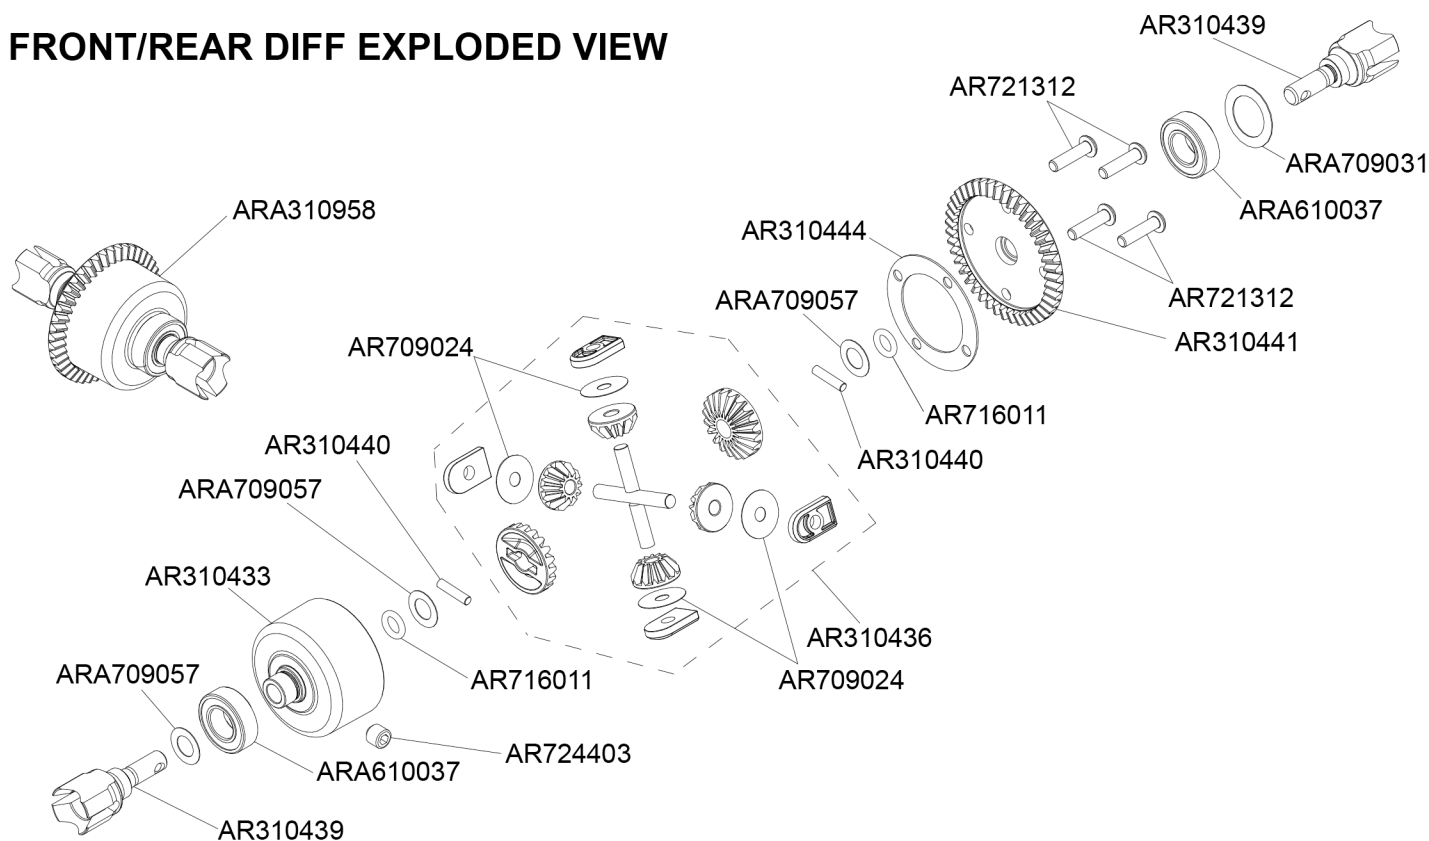 AR310439
FRONT/REAR DIFF EXPLODED VIEW
AR721312
ARA709031
ARA310958
ARA610037
AR310444
ARA709057
AR721312
AR310441
AR709024
AR716011
AR310440
AR310440
ARA709057
AR310433
AR310436
ARA709057
AR716011
AR709024
AR724403
ARA610037
AR310439